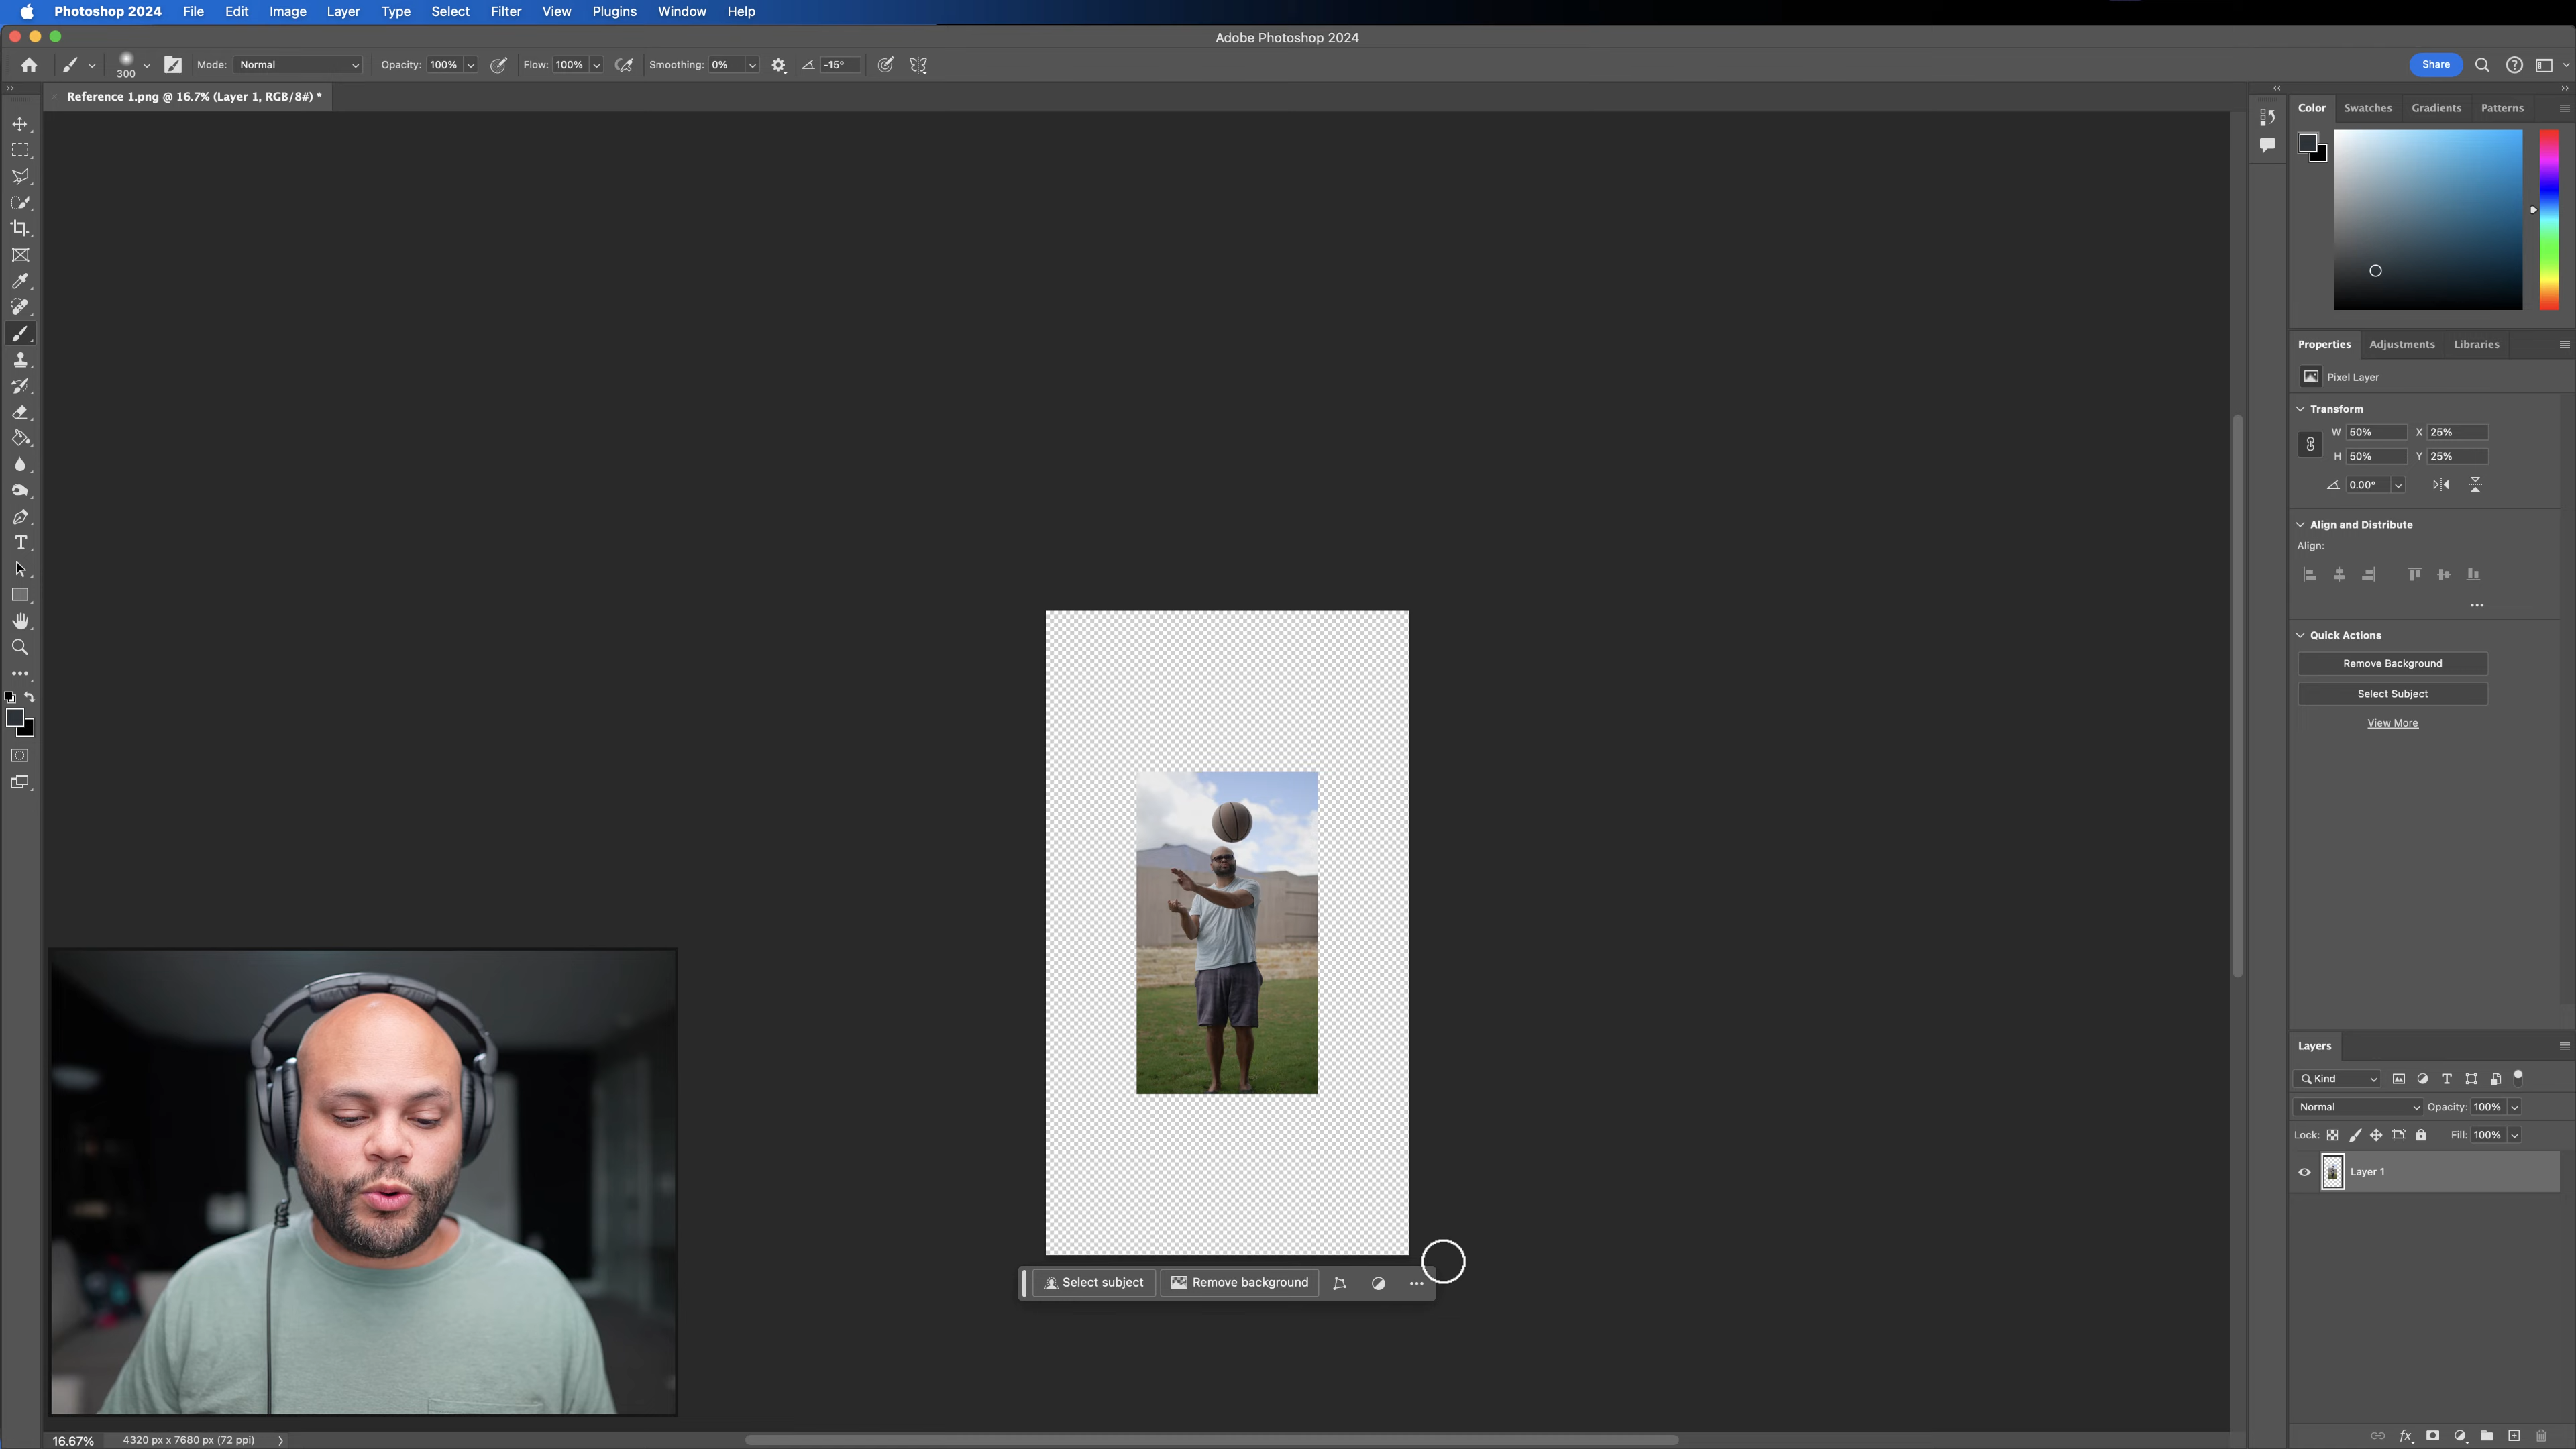 Photoshop 2024 File Edit Image Layer Type Select Filter View Plugins Window Help
Adobe Photoshop 2024
300 Mode: Normal Opacity: 100% Flow: 100% Smoothing: 0% -15° Share
Reference 1.png @ 16.7% (Layer 1, RGB/8#) *
Color Swatches Gradients Patterns
Properties Adjustments Libraries
Pixel Layer
Transform
W 50% X 25%
H 50% Y 25%
0.00°
Align and Distribute
Align:
Quick Actions
Remove Background
Select Subject
View More
Layers
Kind
Normal Opacity: 100%
Lock: Fill: 100%
Layer 1
Select subject Remove background
16.67% 4320 px x 7680 px (72 ppi)